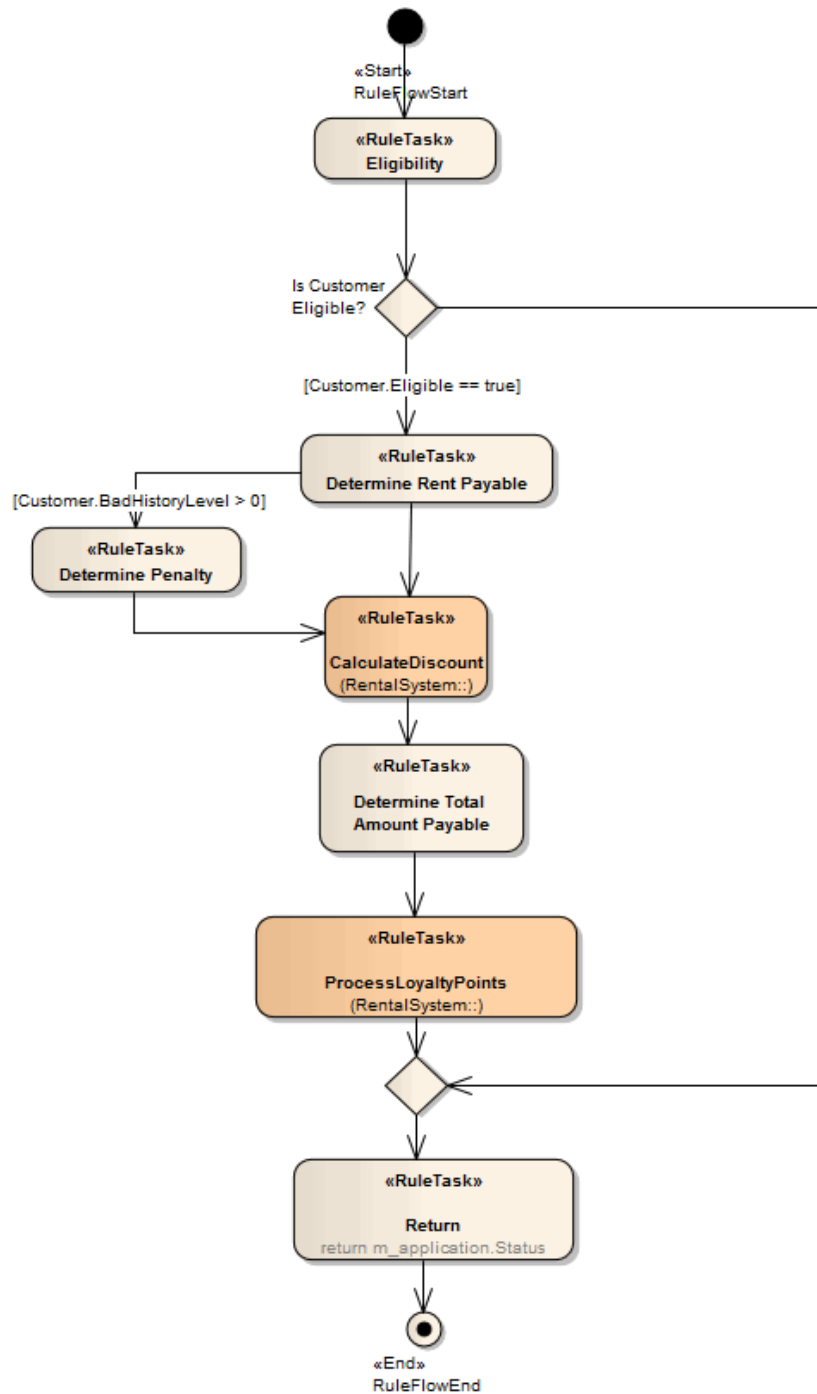 «Start»
RuleFlowStart
«RuleTask»
Eligibility
Is Customer
Eligible?
[Customer.Eligible == true]
«RuleTask»
Determine Rent Payable
[Customer.BadHistoryLevel > 0]
«RuleTask»
Determine Penalty
«RuleTask»
CalculateDiscount
(RentalSystem::)
«RuleTask»
Determine Total
Amount Payable
«RuleTask»
ProcessLoyaltyPoints
(RentalSystem::)
«RuleTask»
Return
return m_application.Status
«End»
RuleFlowEnd